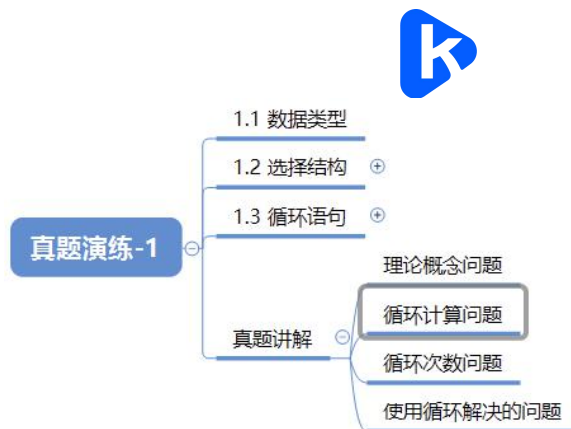 1.1 数据类型
1.2 选择结构
1.3 循环语句
真题演练-1
理论概念问题
循环计算问题
真题讲解
循环次数问题
使用循环解决的问题